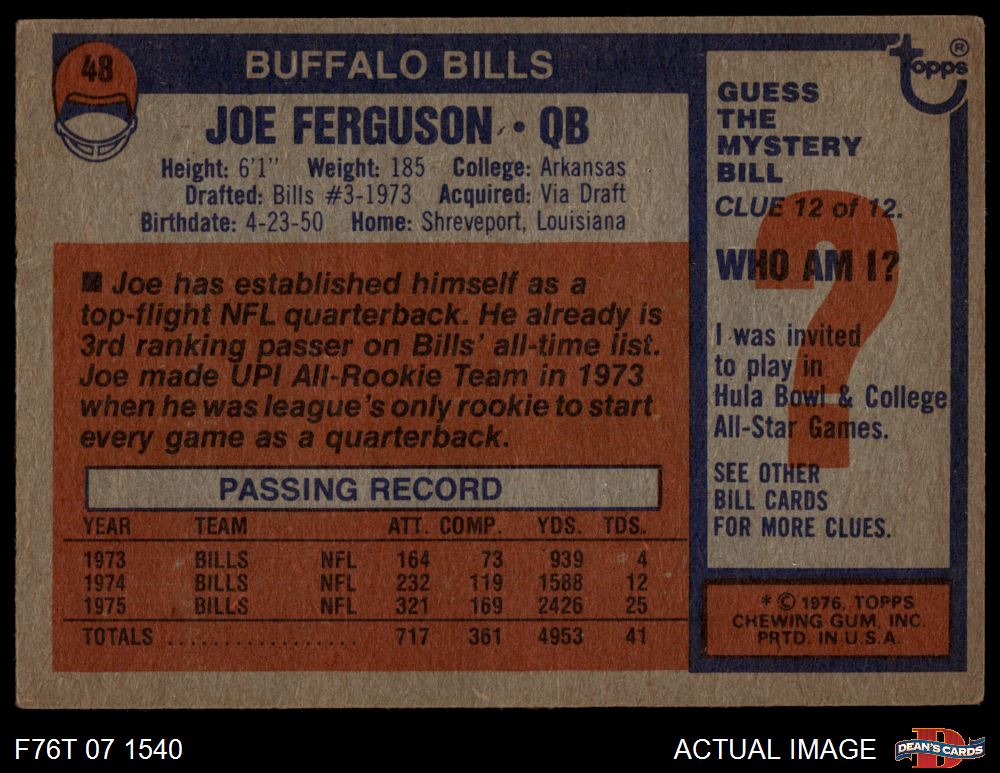 48
BUFFALO BILLS
JOE FERGUSON • QB
Height: 6'1" Weight: 185 College: Arkansas
Drafted: Bills #3-1973 Acquired: Via Draft
Birthdate: 4-23-50 Home: Shreveport, Louisiana
Joe has established himself as a
top-flight NFL quarterback. He already is
3rd ranking passer on Bills' all-time list.
Joe made UPI All-Rookie Team in 1973
when he was league's only rookie to start
every game as a quarterback.
PASSING RECORD
YEAR TEAM ATT. COMP. YDS. TDS.
1973 BILLS NFL 164 73 939 4
1974 BILLS NFL 232 119 1588 12
1975 BILLS NFL 321 169 2426 25
TOTALS .................. 717 361 4953 41
topps ®
GUESS
THE
MYSTERY
BILL
CLUE 12 of 12.
?
WHO AM I?
I was invited
to play in
Hula Bowl & College
All-Star Games.
SEE OTHER
BILL CARDS
FOR MORE CLUES.
* © 1976, TOPPS
CHEWING GUM, INC.
PRTD. IN U.S.A.
F76T 07 1540
ACTUAL IMAGE
D
DEAN'S CARDS